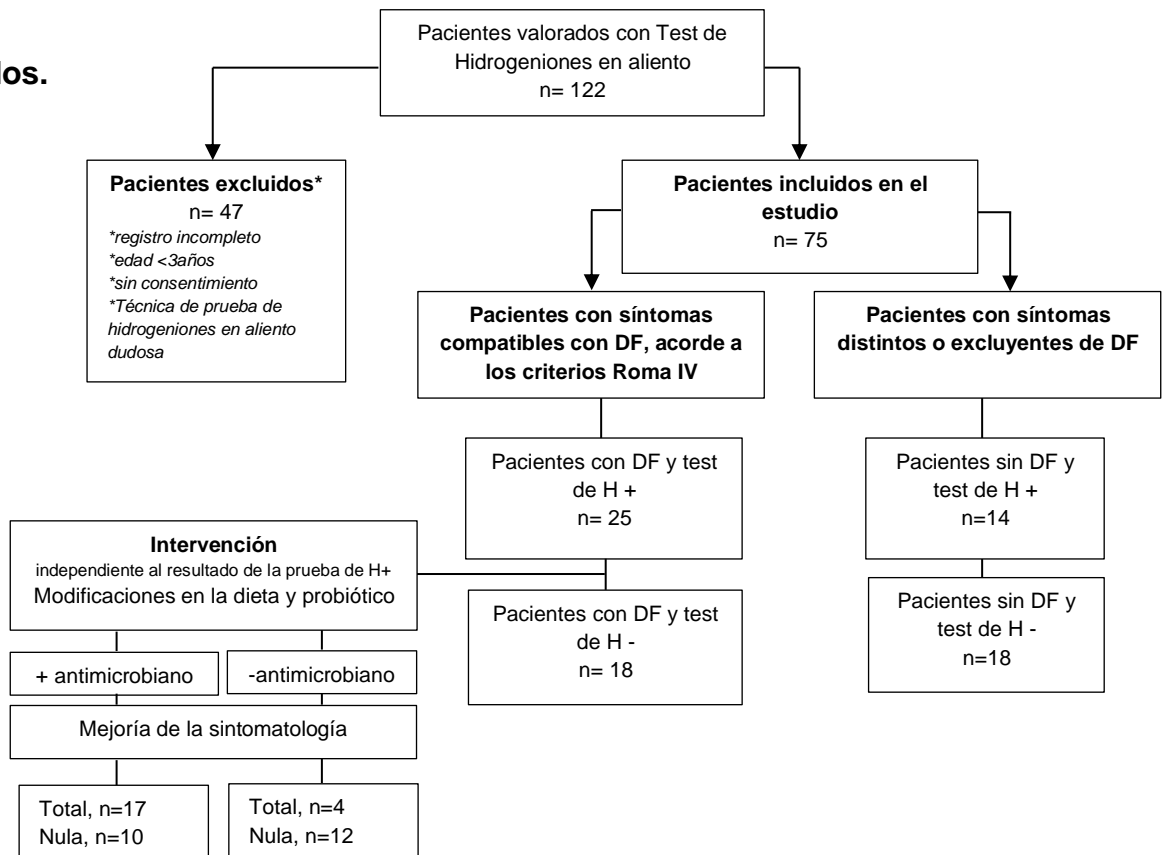 los.
Pacientes valorados con Test de
Hidrogeniones en aliento
n= 122
Pacientes excluidos*
n= 47
*registro incompleto
*edad <3años
*sin consentimiento
*Técnica de prueba de
hidrogeniones en aliento
dudosa
Pacientes incluidos en el
estudio
n= 75
Pacientes con síntomas
compatibles con DF, acorde a
los criterios Roma IV
Pacientes con síntomas
distintos o excluyentes de DF
Pacientes con DF y test
de H +
n= 25
Pacientes sin DF y
test de H +
n=14
Intervención
independiente al resultado de la prueba de H+
Modificaciones en la dieta y probiótico
Pacientes con DF y test
de H -
n= 18
Pacientes sin DF y
test de H -
n=18
+ antimicrobiano
-antimicrobiano
Mejoría de la sintomatología
Total, n=17
Nula, n=10
Total, n=4
Nula, n=12